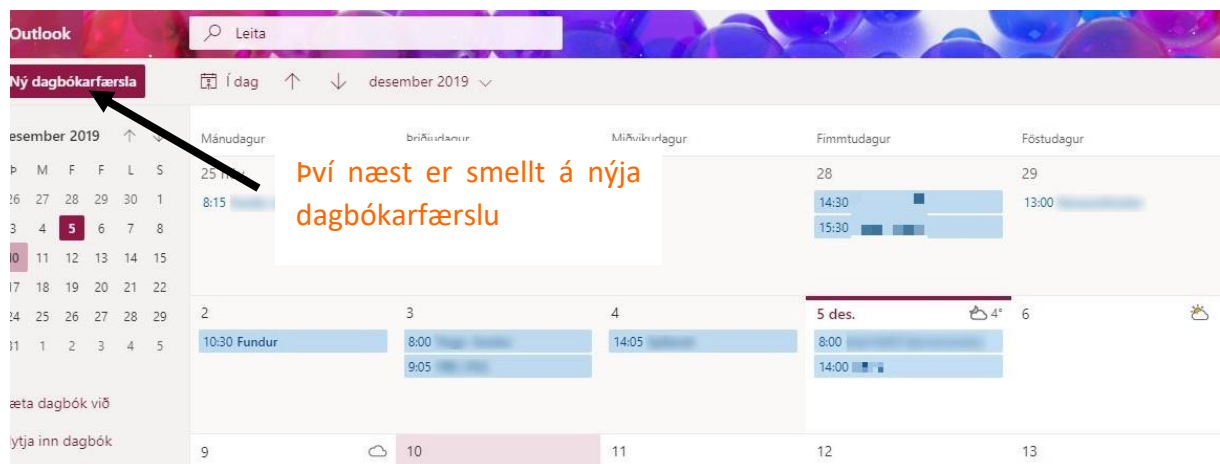 Outlook
Leita
Ný dagbókarfærsla
Í dag
desember 2019
esember 2019
Þ M F F L S
26 27 28 29 30 1
3 4 5 6 7 8
10 11 12 13 14 15
17 18 19 20 21 22
24 25 26 27 28 29
31 1 2 3 4 5
æta dagbók við
ytja inn dagbók
Mánudagur Þriðjudagur Miðvikudagur Fimmtudagur Föstudagur
Því næst er smellt á nýja
dagbókarfærslu
25 28 29
8:15 14:30 13:00
15:30
2 3 4 5 des. 4° 6
10:30 Fundur 8:00 14:05 8:00
9:05 14:00
9 10 11 12 13